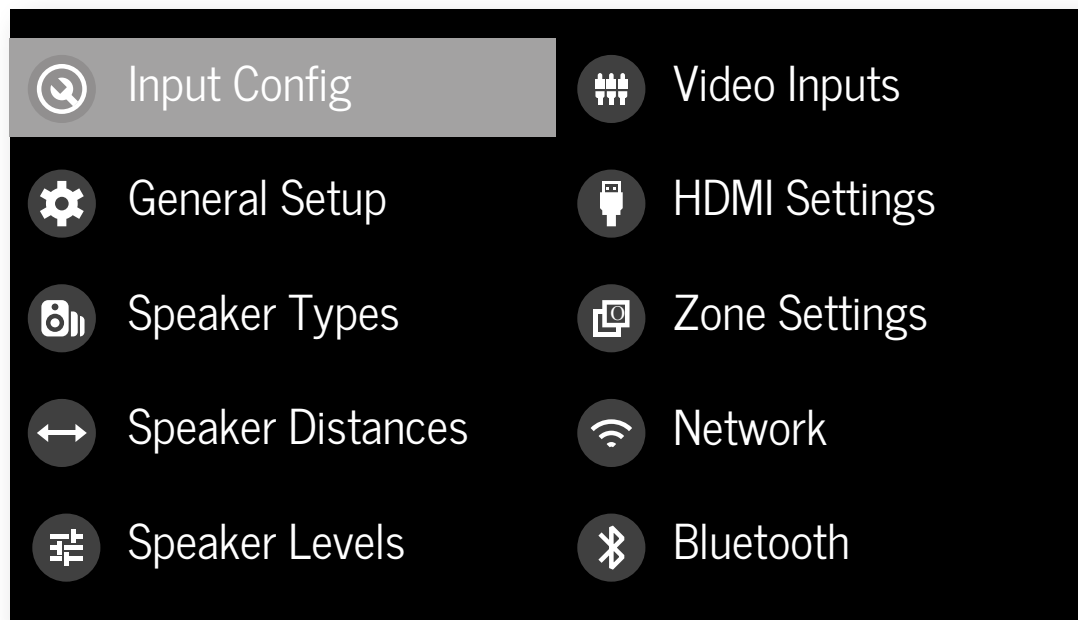 Input Config
General Setup
Speaker Types
Speaker Distances
Speaker Levels
Video Inputs
HDMI Settings
O
Zone Settings
Network
Bluetooth